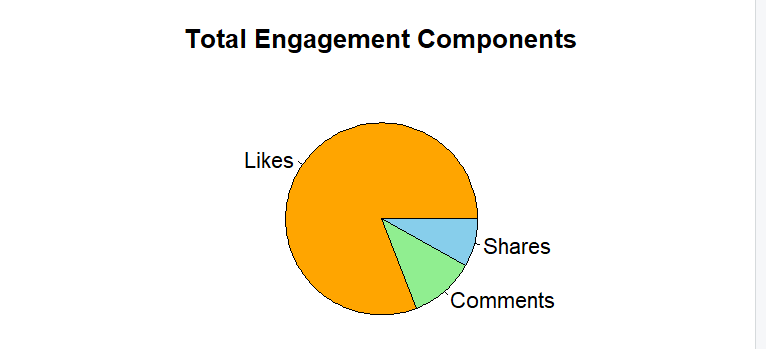 Total Engagement Components
Likes
Shares
Comments